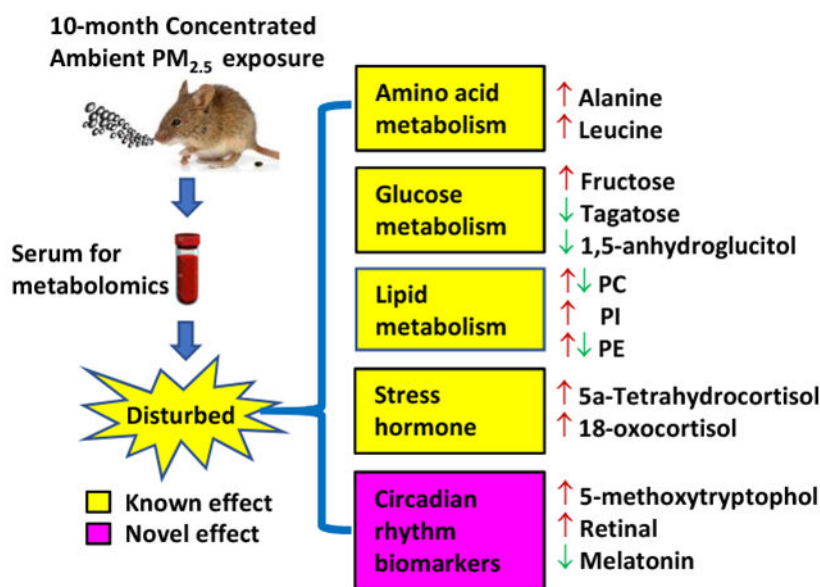 10-month Concentrated
Ambient PM2.5 exposure
Serum for
metabolomics
Disturbed
Known effect
Novel effect
Amino acid
metabolism
↑ Alanine
↑ Leucine
Glucose
metabolism
↑ Fructose
↓ Tagatose
↓ 1,5-anhydroglucitol
Lipid
metabolism
↑↓ PC
↑ PI
↑↓ PE
Stress
hormone
↑ 5a-Tetrahydrocortisol
↑ 18-oxocortisol
Circadian
rhythm
biomarkers
↑ 5-methoxytryptophol
↑ Retinal
↓ Melatonin